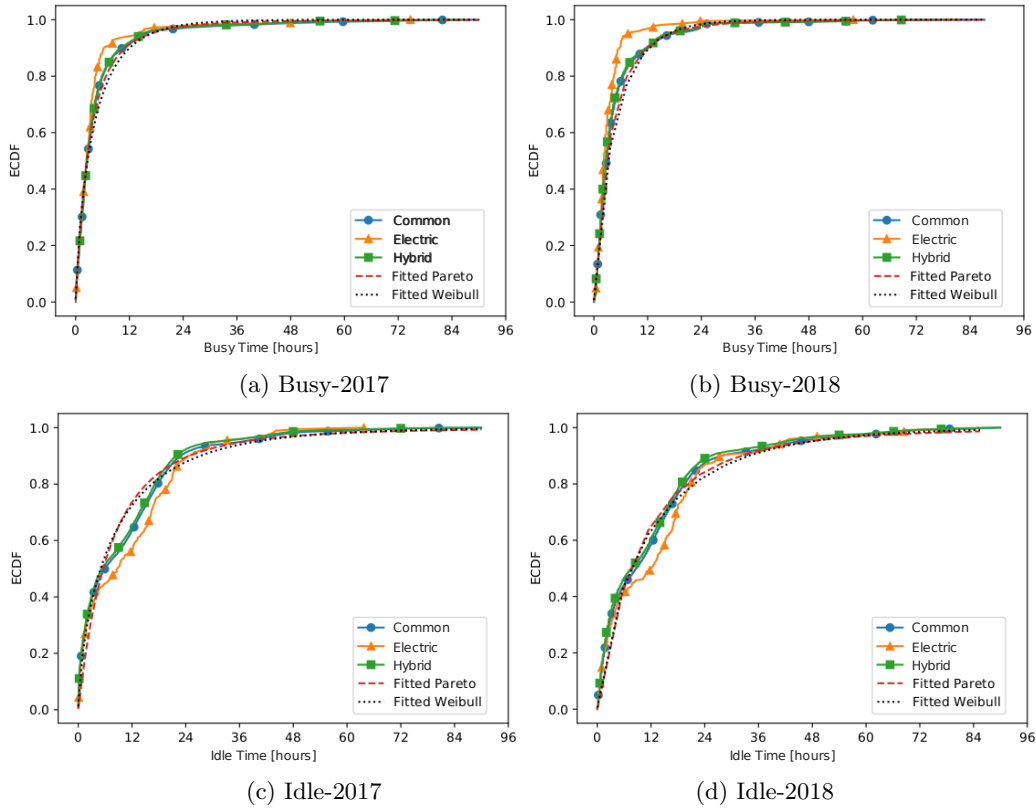 1.0
0.8
0.6
0.4
0.2
0.0
ECDF
Common
Electric
Hybrid
Fitted Pareto
Fitted Weibull
0 12 24 36 48 60 72 84 96
Busy Time [hours]
(a) Busy-2017
1.0
0.8
0.6
0.4
0.2
0.0
ECDF
Common
Electric
Hybrid
Fitted Pareto
Fitted Weibull
0 12 24 36 48 60 72 84 96
Busy Time [hours]
(b) Busy-2018
1.0
0.8
0.6
0.4
0.2
0.0
ECDF
Common
Electric
Hybrid
Fitted Pareto
Fitted Weibull
0 12 24 36 48 60 72 84 96
Idle Time [hours]
(c) Idle-2017
1.0
0.8
0.6
0.4
0.2
0.0
ECDF
Common
Electric
Hybrid
Fitted Pareto
Fitted Weibull
0 12 24 36 48 60 72 84 96
Idle Time [hours]
(d) Idle-2018